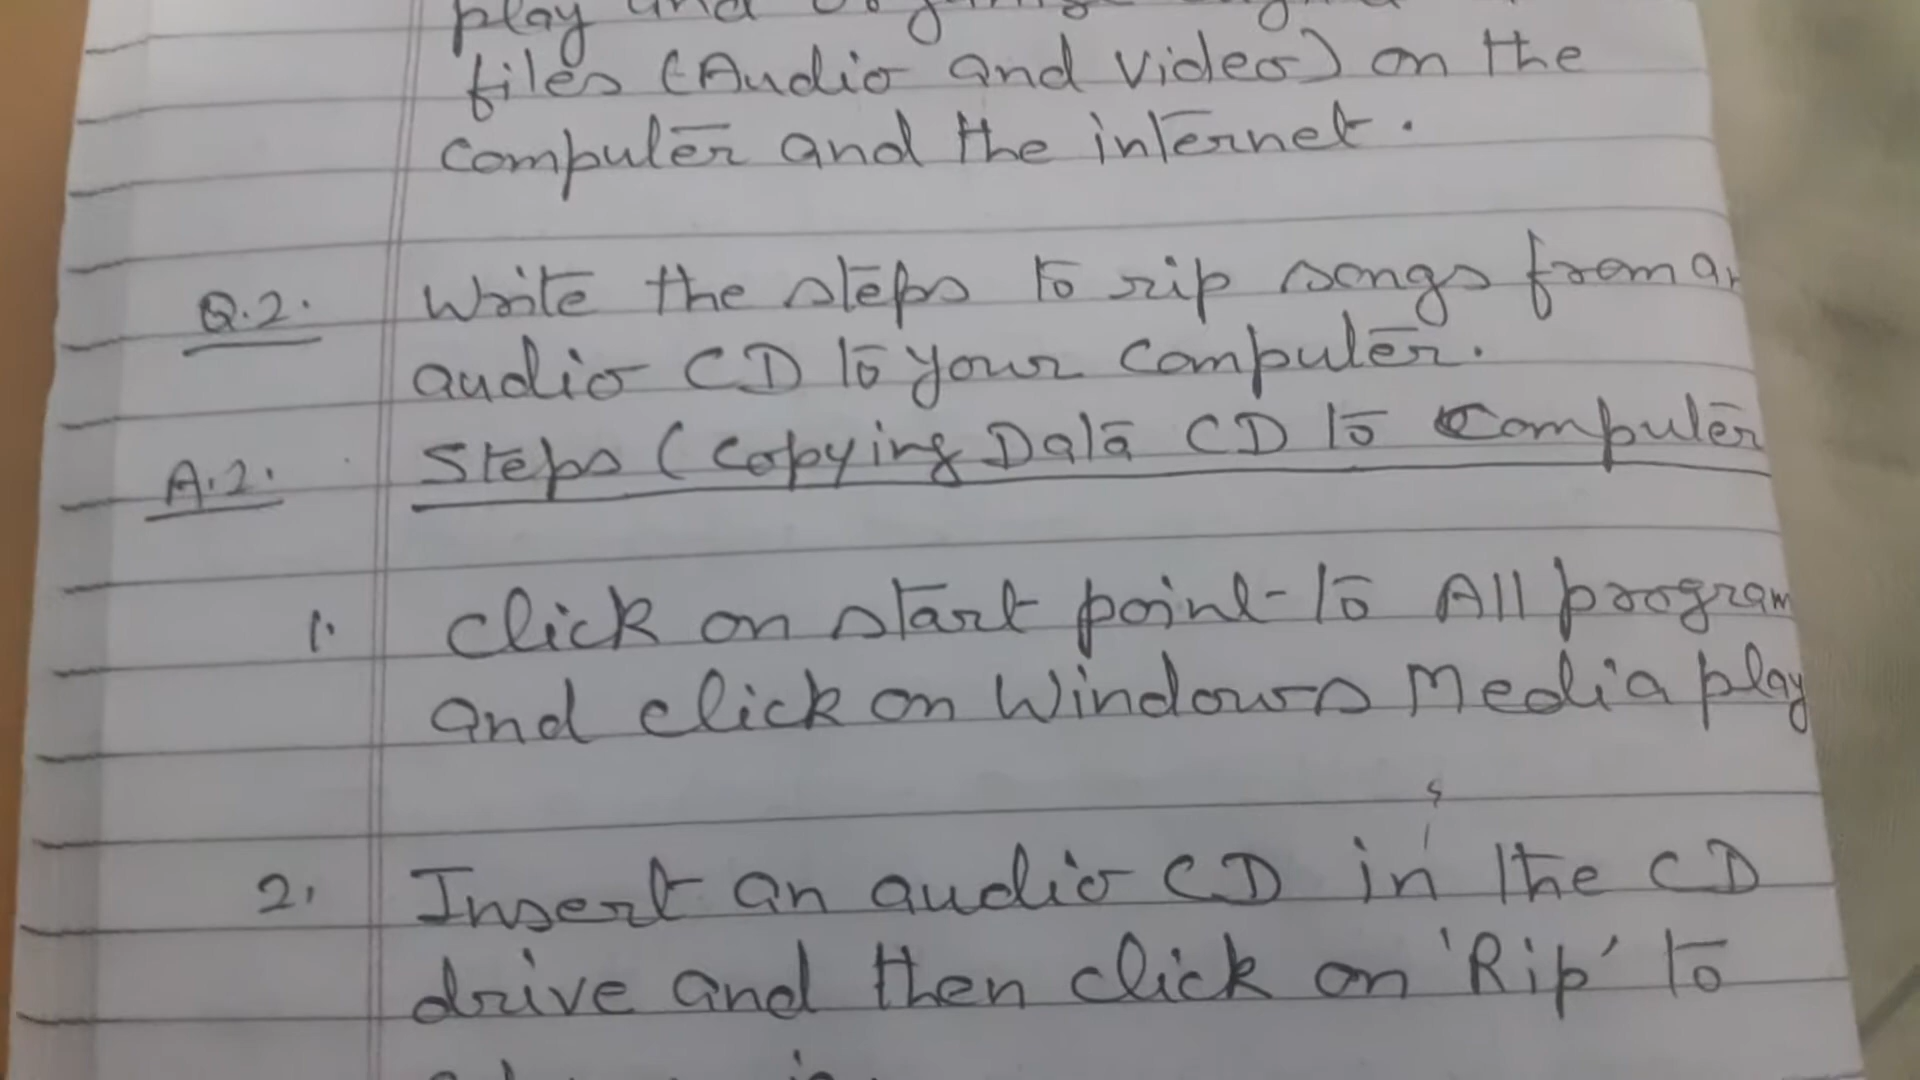 play and
files (Audio and video) on the
computer and the internet.
Q.2. Write the steps to rip songs from an
audio CD to your computer.
A.2. Steps (Copying Data CD to Computer
1. Click on start point to All program
and click on Windows Media play
2. Insert an audio CD in the CD
drive and then click on 'Rip' to